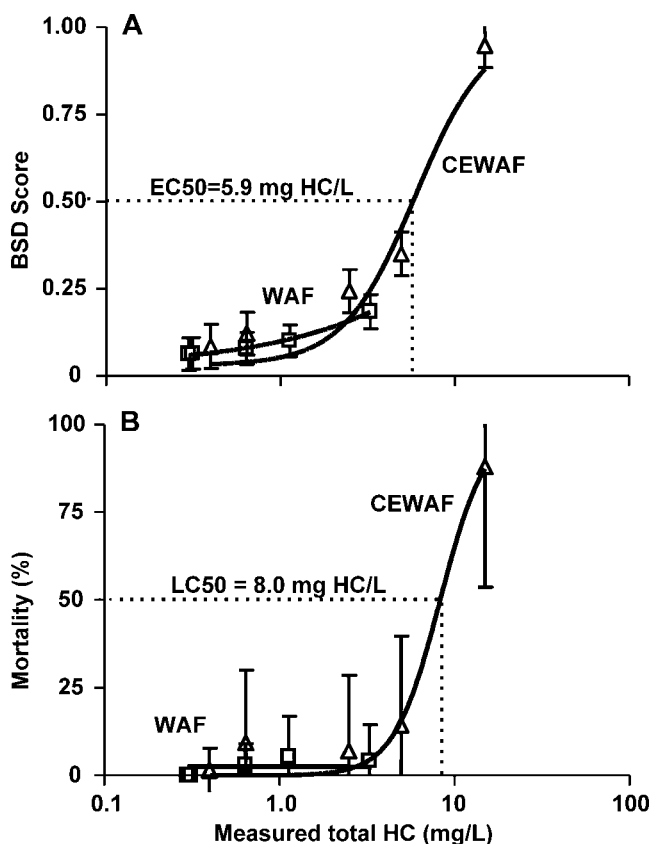 A
1.00
0.75
CEWAF
EC50=5.9 mg HC/L
0.50
BSD Score
WAF
0.25
0
B
100
CEWAF
75
LC50 = 8.0 mg HC/L
50
Mortality (%)
25
WAF
0
0.1 1.0 10 100
Measured total HC (mg/L)